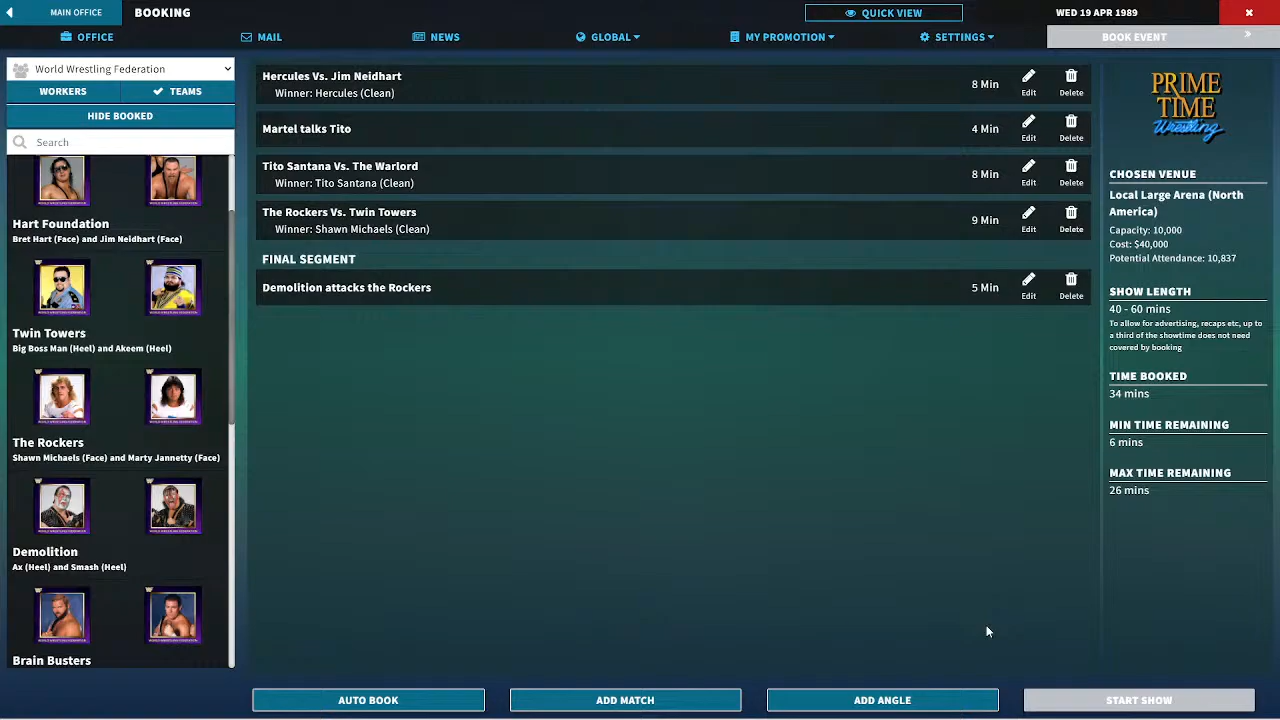 MAIN OFFICE
BOOKING
QUICK VIEW
WED 19 APR 1989
OFFICE
MAIL
NEWS
GLOBAL
MY PROMOTION
SETTINGS
BOOK EVENT
World Wrestling Federation
WORKERS
TEAMS
HIDE BOOKED
Search
Hart Foundation
Bret Hart (Face) and Jim Neidhart (Face)
Twin Towers
Big Boss Man (Heel) and Akeem (Heel)
The Rockers
Shawn Michaels (Face) and Marty Jannetty (Face)
Demolition
Ax (Heel) and Smash (Heel)
Brain Busters
Hercules Vs. Jim Neidhart
Winner: Hercules (Clean)
8 Min
Edit
Delete
Martel talks Tito
4 Min
Edit
Delete
Tito Santana Vs. The Warlord
Winner: Tito Santana (Clean)
8 Min
Edit
Delete
The Rockers Vs. Twin Towers
Winner: Shawn Michaels (Clean)
9 Min
Edit
Delete
FINAL SEGMENT
Demolition attacks the Rockers
5 Min
Edit
Delete
PRIME
TIME
Wrestling
CHOSEN VENUE
Local Large Arena (North
America)
Capacity: 10,000
Cost: $40,000
Potential Attendance: 10,837
SHOW LENGTH
40 - 60 mins
To allow for advertising, recaps etc, up to
a third of the showtime does not need
covered by booking
TIME BOOKED
34 mins
MIN TIME REMAINING
6 mins
MAX TIME REMAINING
26 mins
AUTO BOOK
ADD MATCH
ADD ANGLE
START SHOW